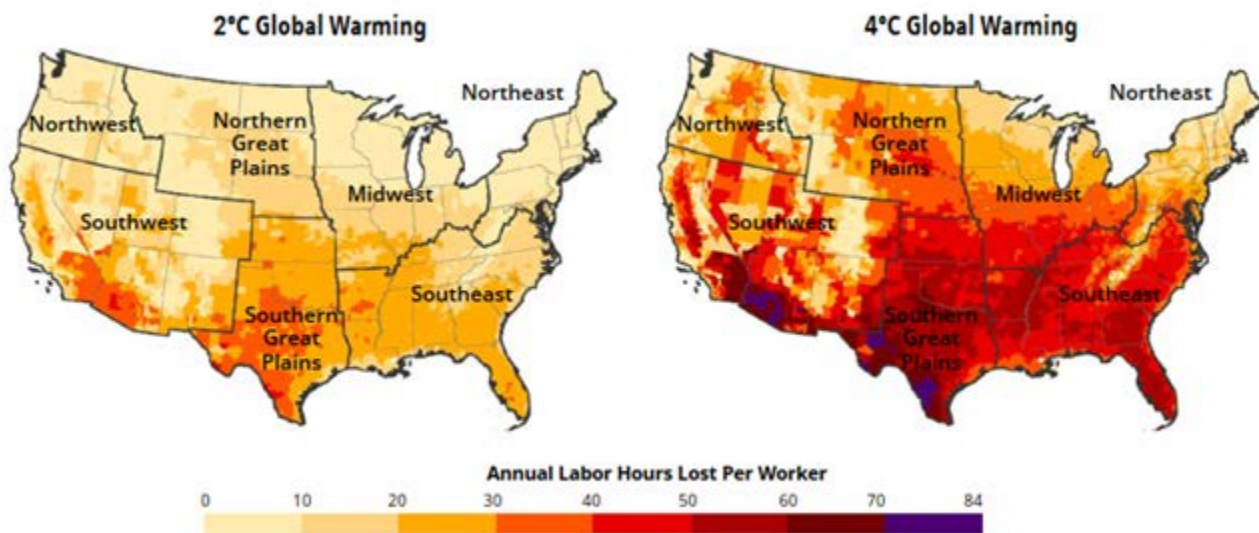 2°C Global Warming
4°C Global Warming
Northeast
Northwest
Northern
Great
Plains
Midwest
Southwest
Southeast
Southern
Great
Plains
Northeast
Northwest
Northern
Great
Plains
Midwest
Southwest
Southeast
Southern
Great
Plains
Annual Labor Hours Lost Per Worker
0 10 20 30 40 50 60 70 84